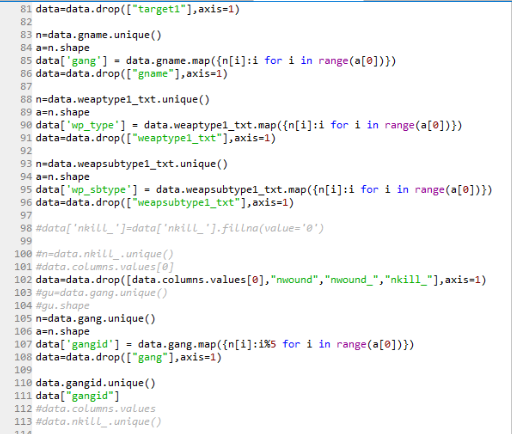 81 data=data.drop(["target1"],axis=1)
82
83 n=data.gname.unique()
84 a=n.shape
85 data['gang'] = data.gname.map({n[i]:i for i in range(a[0])})
86 data=data.drop(["gname"],axis=1)
87
88 n=data.weaptype1_txt.unique()
89 a=n.shape
90 data['wp_type'] = data.weaptype1_txt.map({n[i]:i for i in range(a[0])})
91 data=data.drop(["weaptype1_txt"],axis=1)
92
93 n=data.weapsubtype1_txt.unique()
94 a=n.shape
95 data['wp_sbtype'] = data.weapsubtype1_txt.map({n[i]:i for i in range(a[0])})
96 data=data.drop(["weapsubtype1_txt"],axis=1)
97
98 #data['nkill_']=data['nkill_'].fillna(value='0')
99
100 #n=data.nkill_.unique()
101 #data.columns.values[0]
102 data=data.drop([data.columns.values[0],"nwound","nwound_","nkill_"],axis=1)
103 #gu=data.gang.unique()
104 #gu.shape
105 n=data.gang.unique()
106 a=n.shape
107 data['gangid'] = data.gang.map({n[i]:i%5 for i in range(a[0])})
108 data=data.drop(["gang"],axis=1)
109
110 data.gangid.unique()
111 data["gangid"]
112 #data.columns.values
113 #data.nkill_.unique()